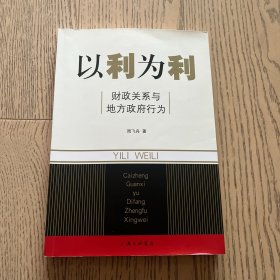 以利为利
财政关系与
地方政府行为
周飞舟 著
YILI WEILI
Caizheng
Guanxi
yu
Difang
Zhengfu
Xingwei